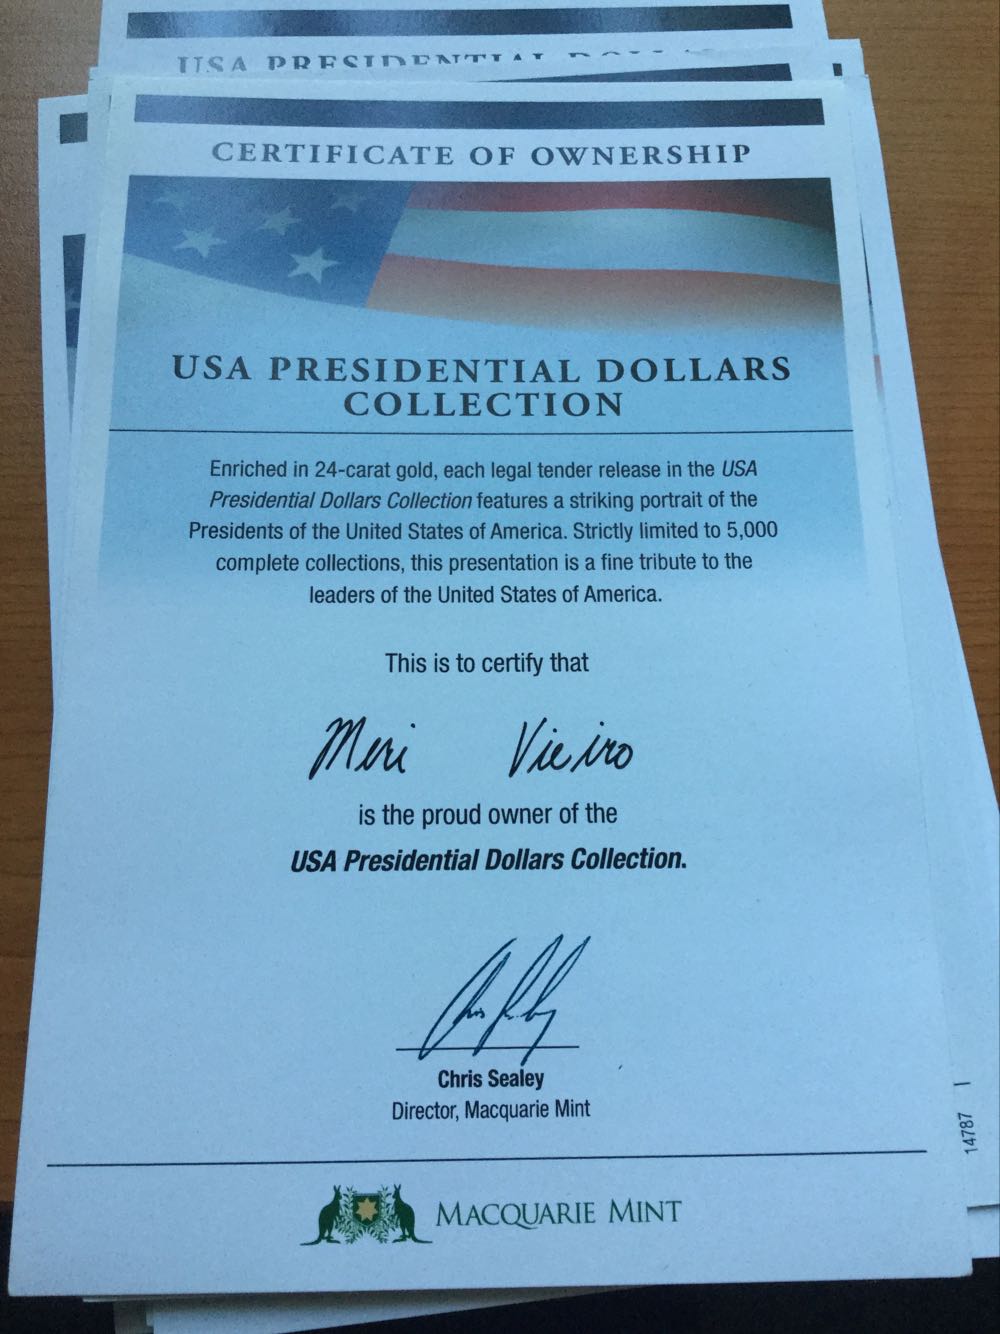 USA PRESIDENTIAL DOLLARS
CERTIFICATE OF OWNERSHIP
USA PRESIDENTIAL DOLLARS
COLLECTION
Enriched in 24-carat gold, each legal tender release in the USA
Presidential Dollars Collection features a striking portrait of the
Presidents of the United States of America. Strictly limited to 5,000
complete collections, this presentation is a fine tribute to the
leaders of the United States of America.
This is to certify that
Meri Vieiro
is the proud owner of the
USA Presidential Dollars Collection.
Chris Sealey
Director, Macquarie Mint
14787
MACQUARIE MINT